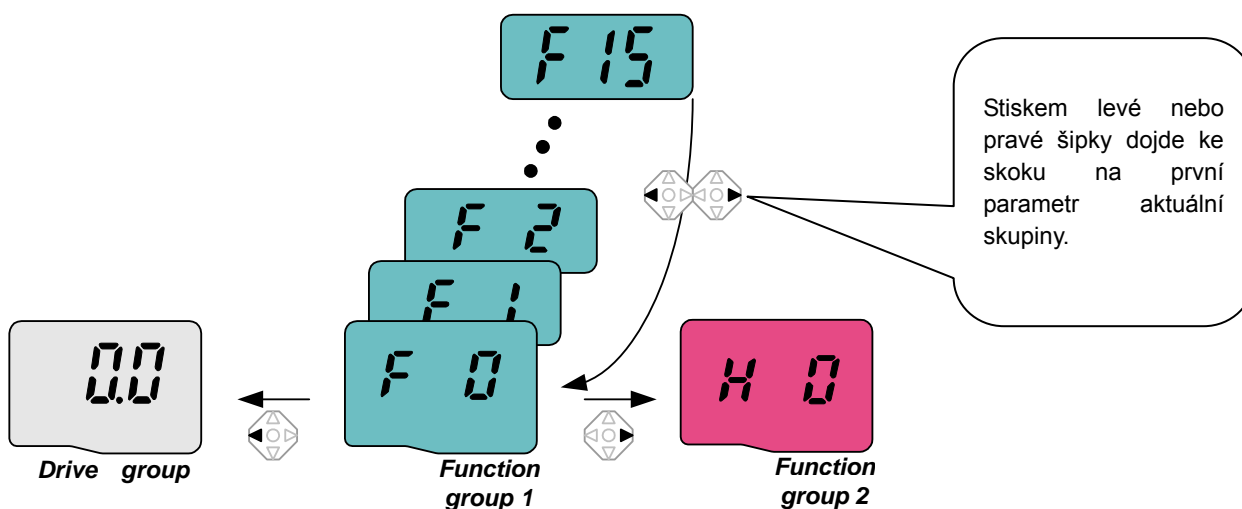 F 15
Stiskem levé nebo
pravé šipky dojde ke
skoku na první
parametr aktuální
skupiny.
F 2
F 1
0.0
F 0
H 0
Drive group
Function
group 1
Function
group 2